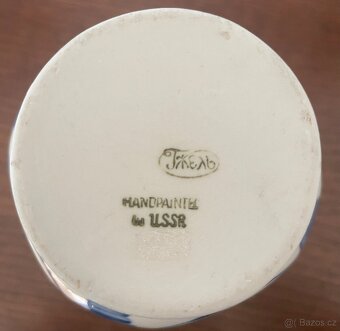 Гжель
HANDPAINTED
in USSR
Bazos.cz